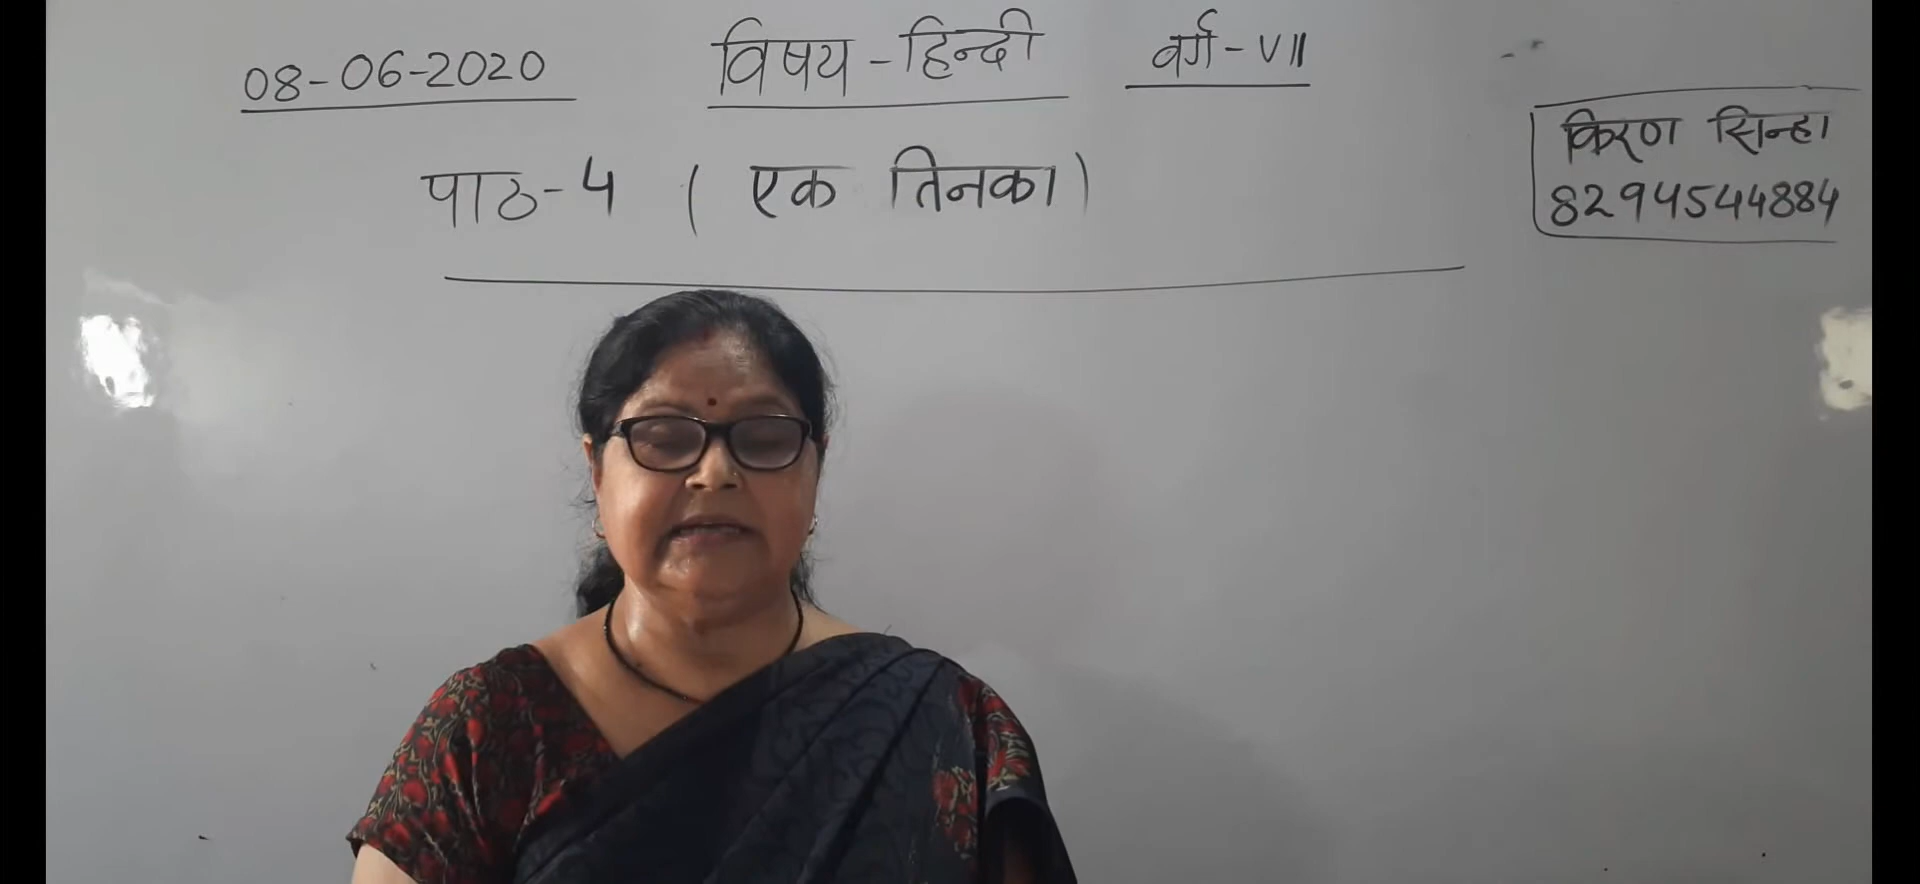 08-06-2020 विषय - हिन्दी वर्ग - VII
किरण सिन्हा
8294544884
पाठ - 4 ( एक तिनका )